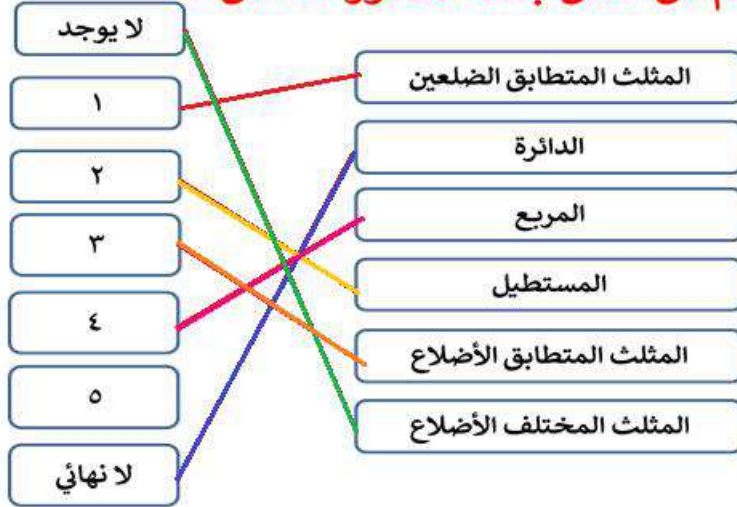 المثلث المتطابق الضلعين
الدائرة
المربع
المستطيل
المثلث المتطابق الأضلاع
المثلث المختلف الأضلاع
لا يوجد
١
٢
٣
٤
٥
لا نهائي